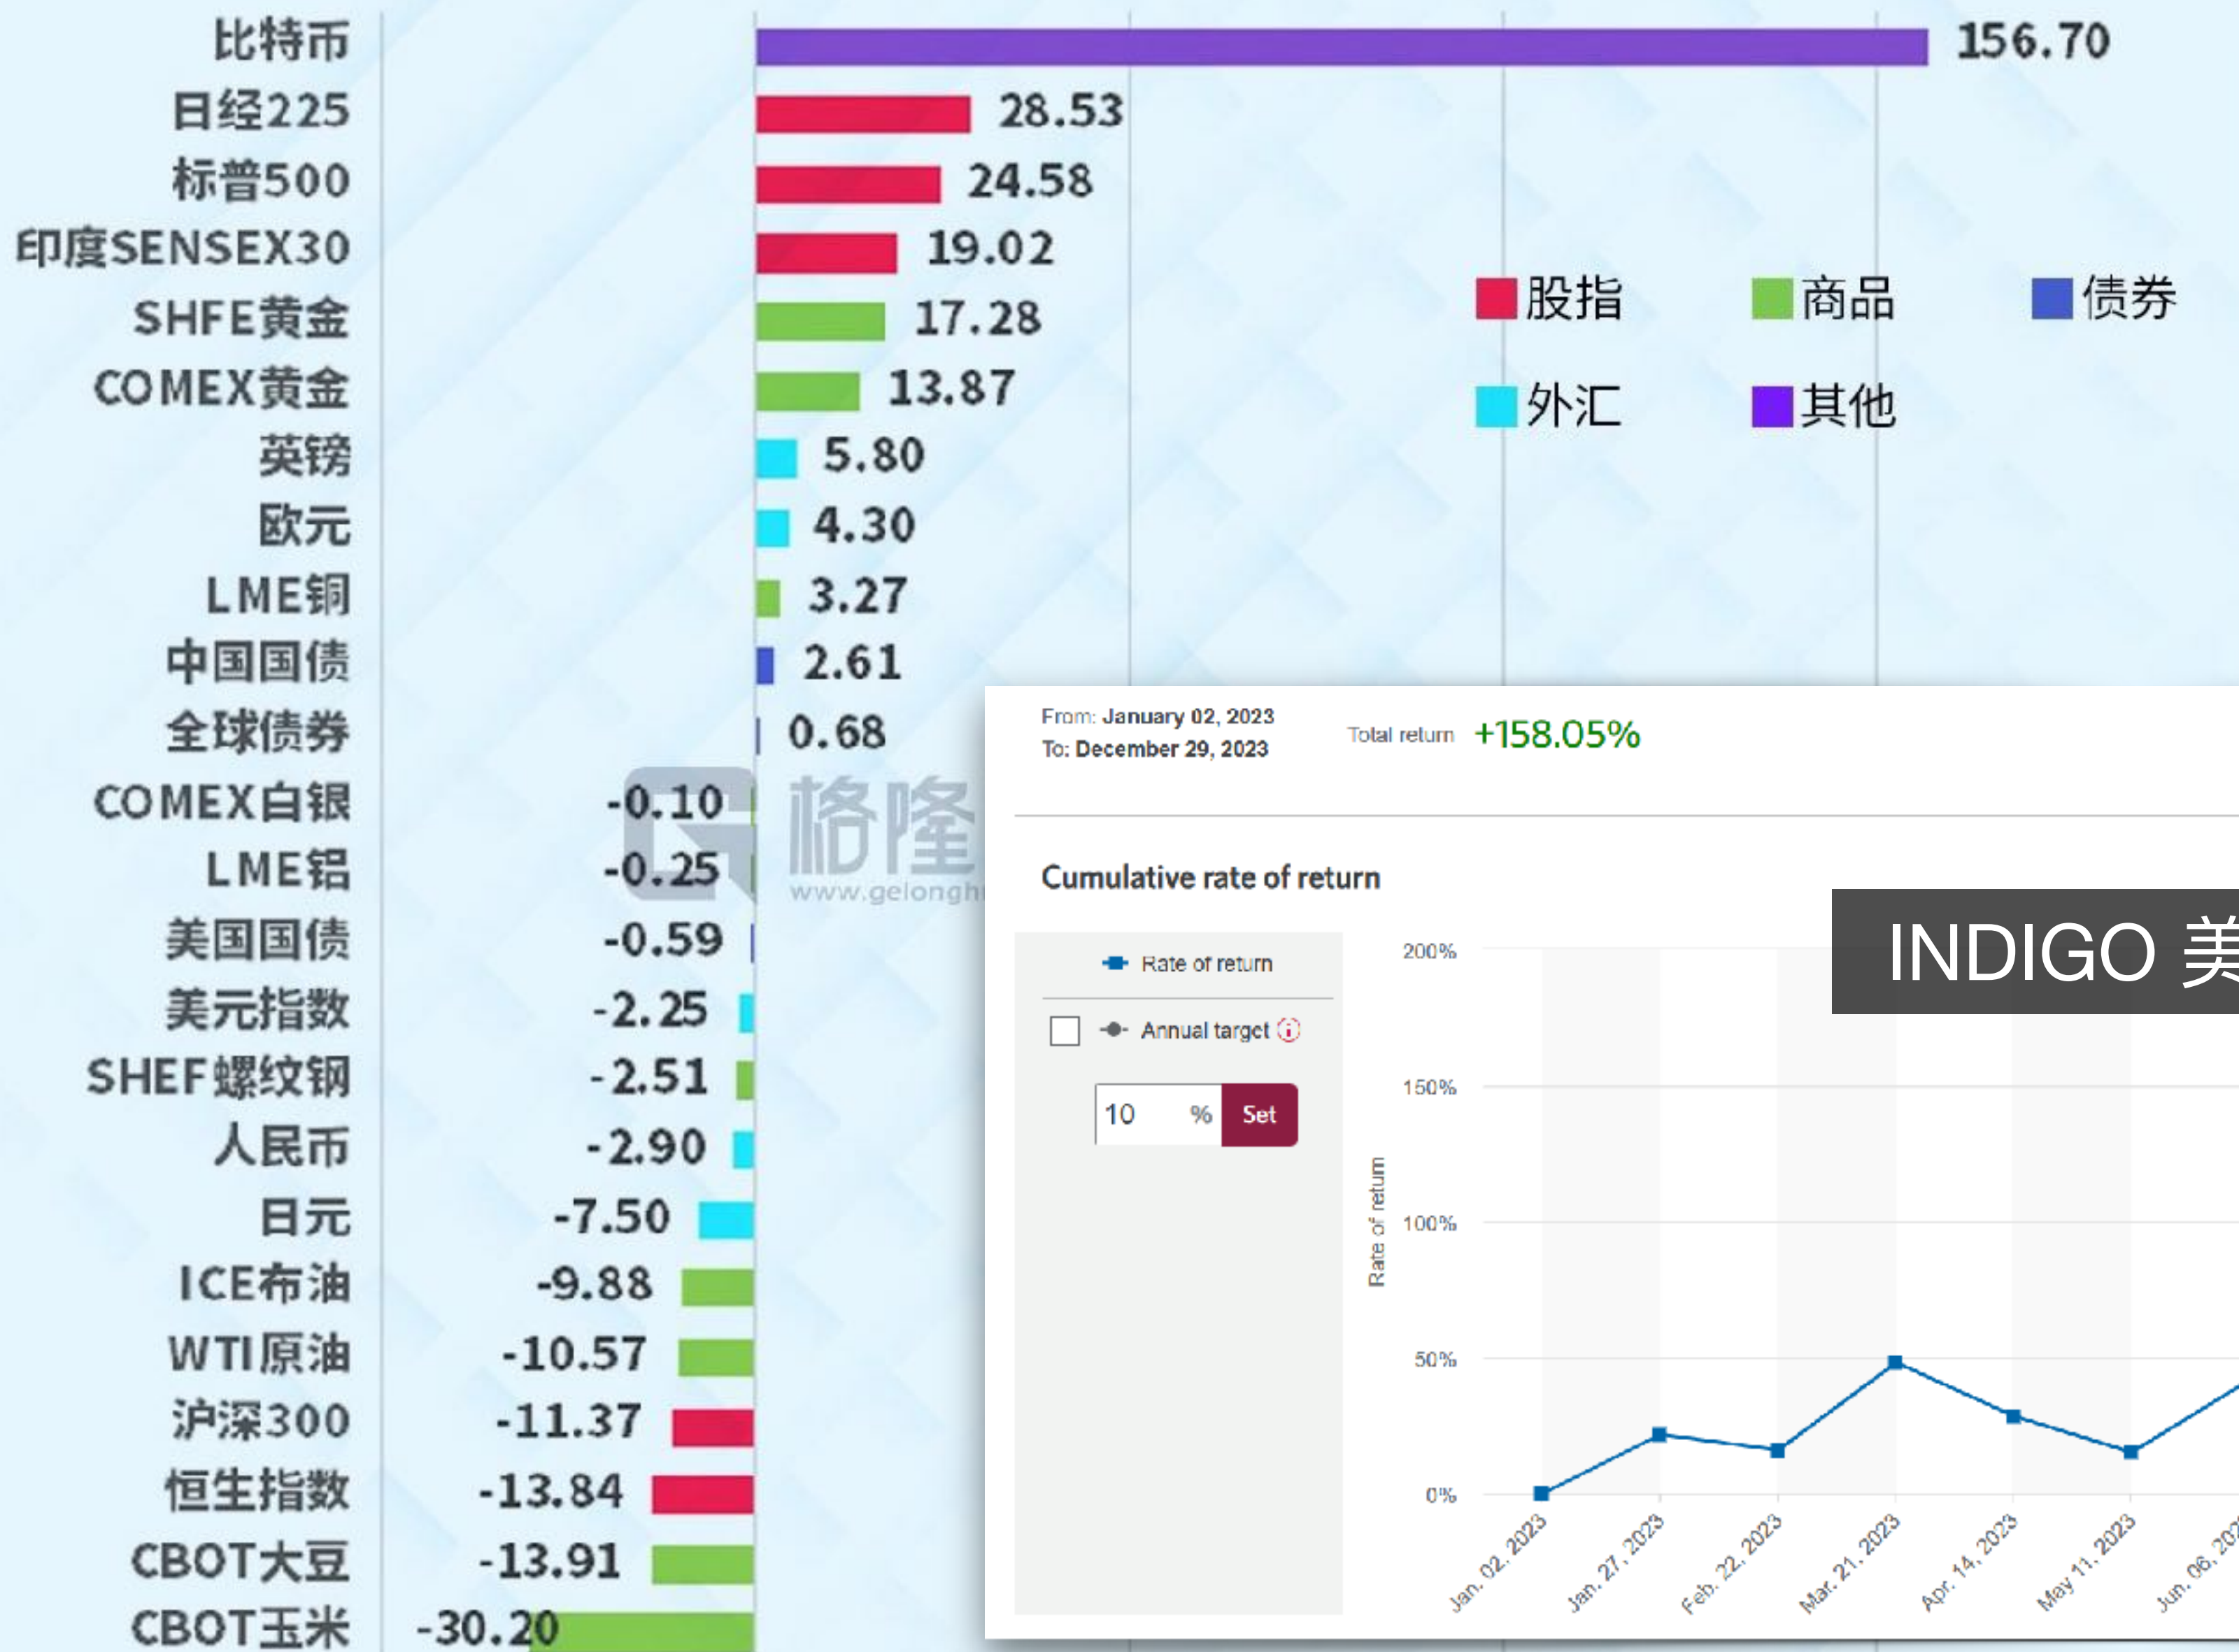 比特币 156.70
日经225 28.53
标普500 24.58
印度SENSEX30 19.02
SHFE黄金 17.28
COMEX黄金 13.87
英镑 5.80
欧元 4.30
LME铜 3.27
中国国债 2.61
全球债券 0.68
COMEX白银 -0.10
LME铝 -0.25
美国国债 -0.59
美元指数 -2.25
SHEF螺纹钢 -2.51
人民币 -2.90
日元 -7.50
ICE布油 -9.88
WTI原油 -10.57
沪深300 -11.37
恒生指数 -13.84
CBOT大豆 -13.91
CBOT玉米 -30.20
股指 商品 债券
外汇 其他
格隆
www.gelongh
From: January 02, 2023
To: December 29, 2023
Total return +158.05%
Cumulative rate of return
Rate of return
Annual target
10 % Set
INDIGO 美
Rate of return
200%
150%
100%
50%
0%
Jan. 02, 2023
Jan. 27, 2023
Feb. 22, 2023
Mar. 21, 2023
Apr. 14, 2023
May 11, 2023
Jun. 06, 202